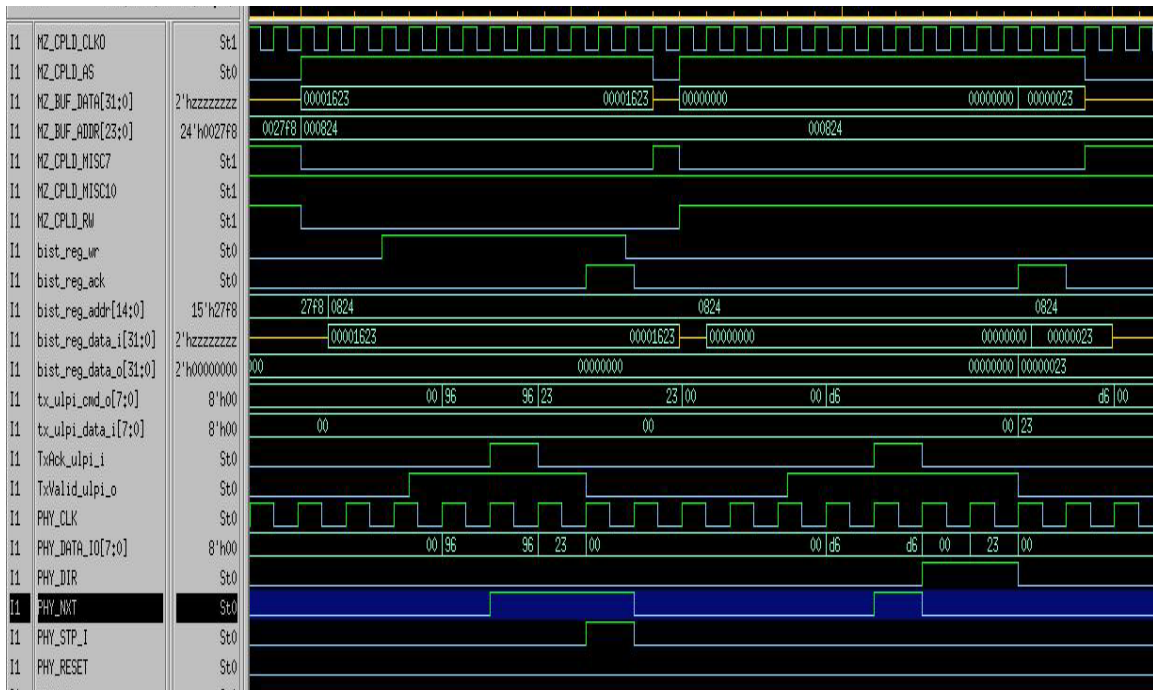 I1 MZ_CPLD_CLKO St1
I1 MZ_CPLD_AS St0
I1 MZ_BUF_DATA[31:0] 2'hzzzzzzzz 00001623 00001623 00000000 00000000 00000023
I1 MZ_BUF_ADDR[23:0] 24'h0027f8 0027f8 000824 000824
I1 MZ_CPLD_MISC7 St1
I1 MZ_CPLD_MISC10 St1
I1 MZ_CPLD_RW St1
I1 bist_reg_wr St0
I1 bist_reg_ack St0
I1 bist_reg_addr[14:0] 15'h27f8 27f8 0824 0824 0824
I1 bist_reg_data_i[31:0] 2'hzzzzzzzz 00001623 00001623 00000000 00000000 00000023
I1 bist_reg_data_o[31:0] 2'h00000000 000 00000000 00000000 00000023
I1 tx_ulpi_cmd_o[7:0] 8'h00 00 96 96 23 23 00 00 d6 d6 00
I1 tx_ulpi_data_i[7:0] 8'h00 00 00 00 23
I1 TxAck_ulpi_i St0
I1 TxValid_ulpi_o St0
I1 PHY_CLK St0
I1 PHY_DATA_IO[7:0] 8'h00 00 96 96 23 00 00 d6 d6 00 23 00
I1 PHY_DIR St0
I1 PHY_NXT St0
I1 PHY_STP_I St0
I1 PHY_RESET St0